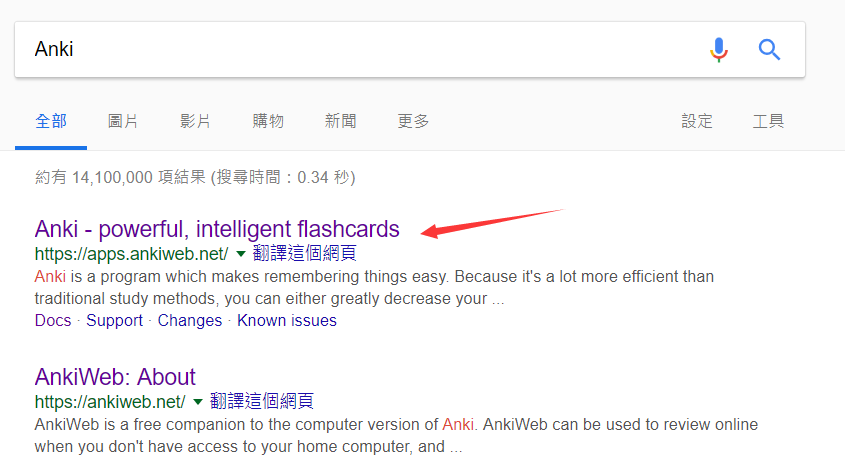 Anki
全部 圖片 影片 購物 新聞 更多 設定 工具
約有 14,100,000 項結果 (搜尋時間：0.34 秒)
Anki - powerful, intelligent flashcards
https://apps.ankiweb.net/ ▼ 翻譯這個網頁
Anki is a program which makes remembering things easy. Because it's a lot more efficient than
traditional study methods, you can either greatly decrease your ...
Docs · Support · Changes · Known issues
AnkiWeb: About
https://ankiweb.net/ ▼ 翻譯這個網頁
AnkiWeb is a free companion to the computer version of Anki. AnkiWeb can be used to review online
when you don't have access to your home computer, and ...